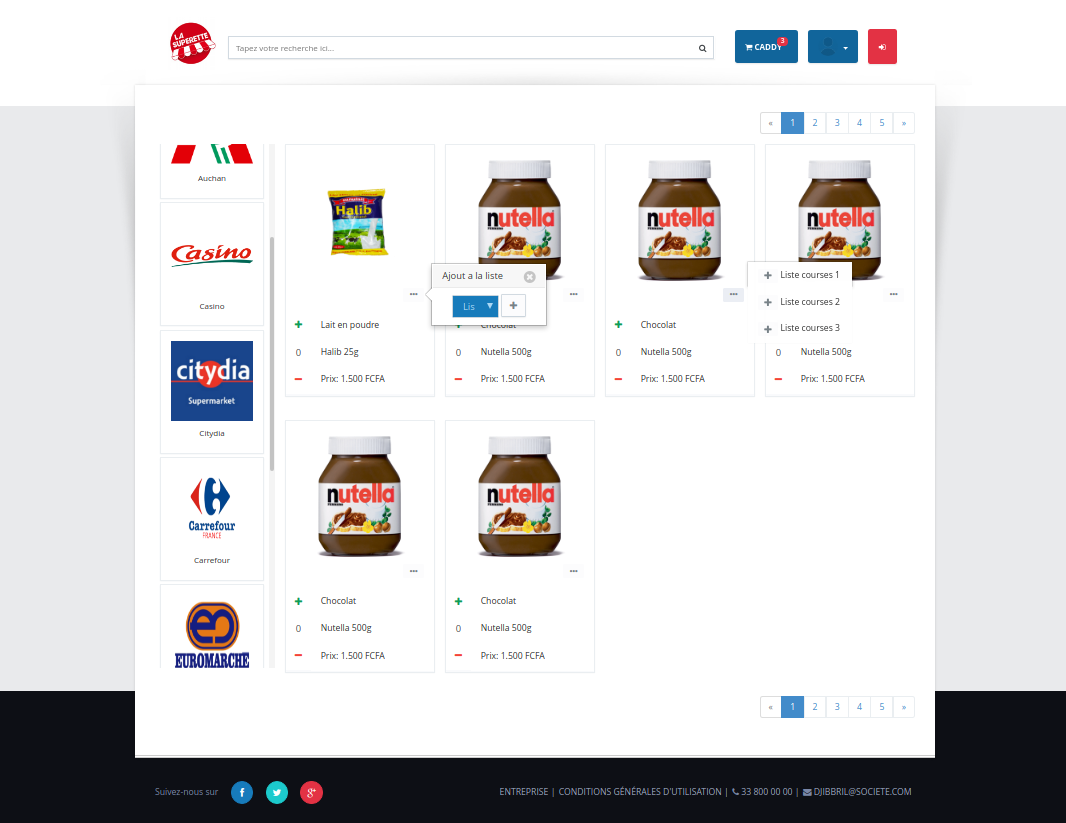 LA
SUPERETTE
Tapez votre recherche ici...
CADDY
3
« 1 2 3 4 5 »
Auchan
Casino
Casino
citydia
Supermarket
Citydia
Carrefour
FRANCE
Carrefour
EUROMARCHE
Halib
Lait en poudre
0 Halib 25g
Prix: 1.500 FCFA
Ajout a la liste
Lis
nutella
Chocolat
0 Nutella 500g
Prix: 1.500 FCFA
nutella
Chocolat
0 Nutella 500g
Prix: 1.500 FCFA
nutella
Liste courses 1
Liste courses 2
Liste courses 3
0 Nutella 500g
Prix: 1.500 FCFA
nutella
Chocolat
0 Nutella 500g
Prix: 1.500 FCFA
nutella
Chocolat
0 Nutella 500g
Prix: 1.500 FCFA
« 1 2 3 4 5 »
Suivez-nous sur
ENTREPRISE | CONDITIONS GÉNÉRALES D'UTILISATION | 33 800 00 00 | DJIBBRIL@SOCIETE.COM